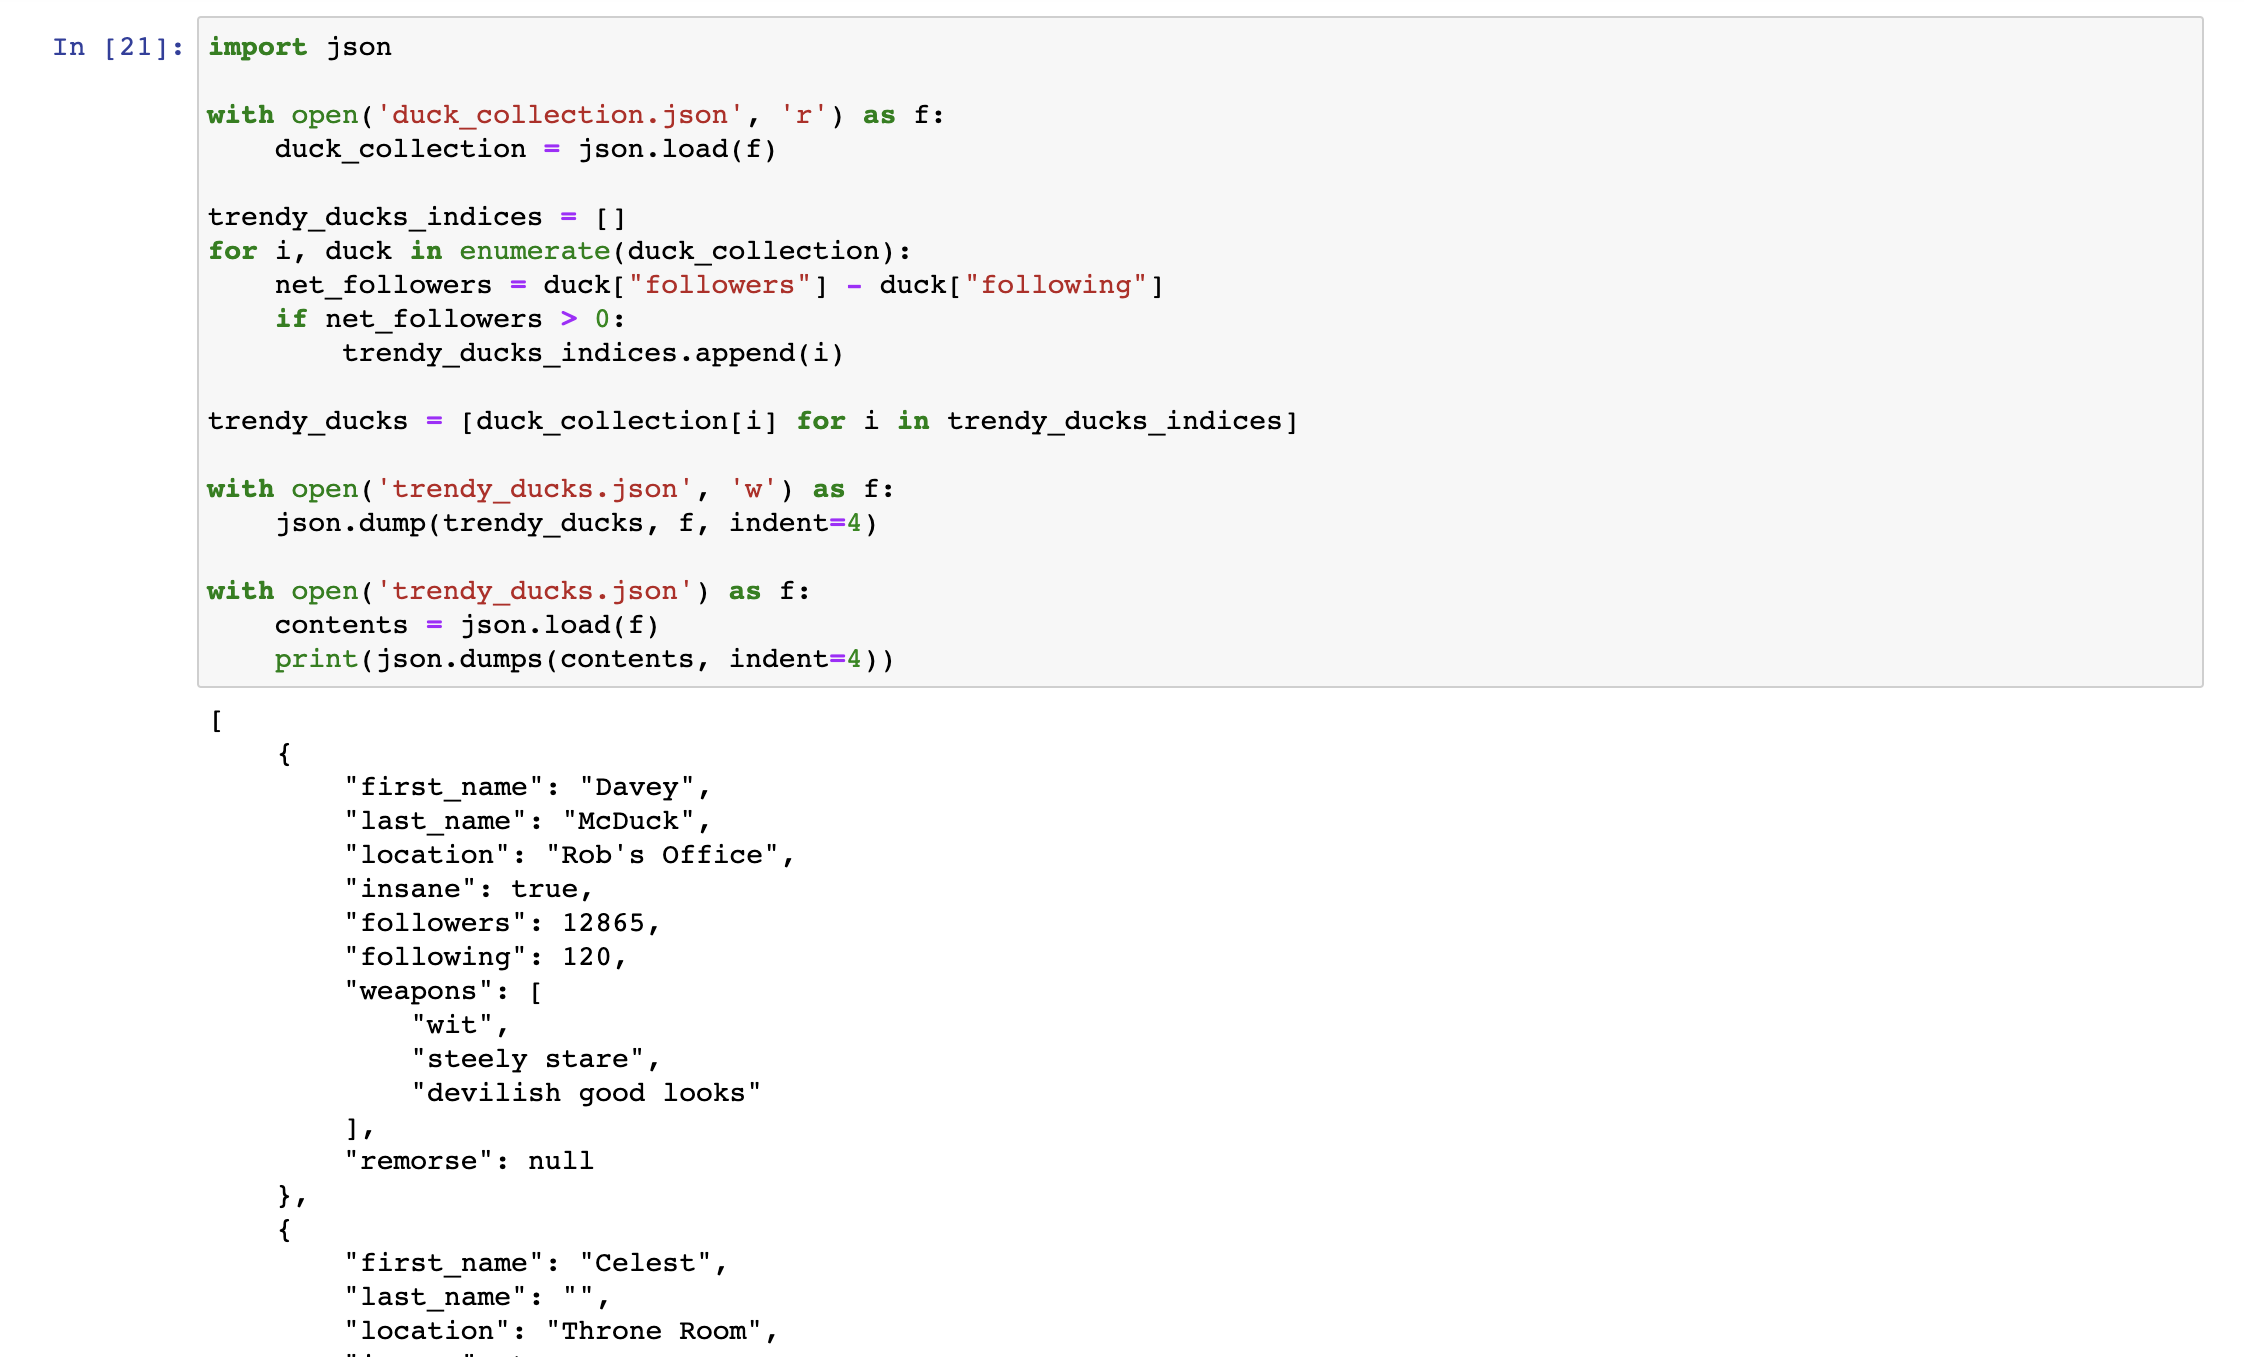 In [21]:
import json

with open('duck_collection.json', 'r') as f:
    duck_collection = json.load(f)

trendy_ducks_indices = []
for i, duck in enumerate(duck_collection):
    net_followers = duck["followers"] - duck["following"]
    if net_followers > 0:
        trendy_ducks_indices.append(i)

trendy_ducks = [duck_collection[i] for i in trendy_ducks_indices]

with open('trendy_ducks.json', 'w') as f:
    json.dump(trendy_ducks, f, indent=4)

with open('trendy_ducks.json') as f:
    contents = json.load(f)
    print(json.dumps(contents, indent=4))

[
    {
        "first_name": "Davey",
        "last_name": "McDuck",
        "location": "Rob's Office",
        "insane": true,
        "followers": 12865,
        "following": 120,
        "weapons": [
            "wit",
            "steely stare",
            "devilish good looks"
        ],
        "remorse": null
    },
    {
        "first_name": "Celest",
        "last_name": "",
        "location": "Throne Room",